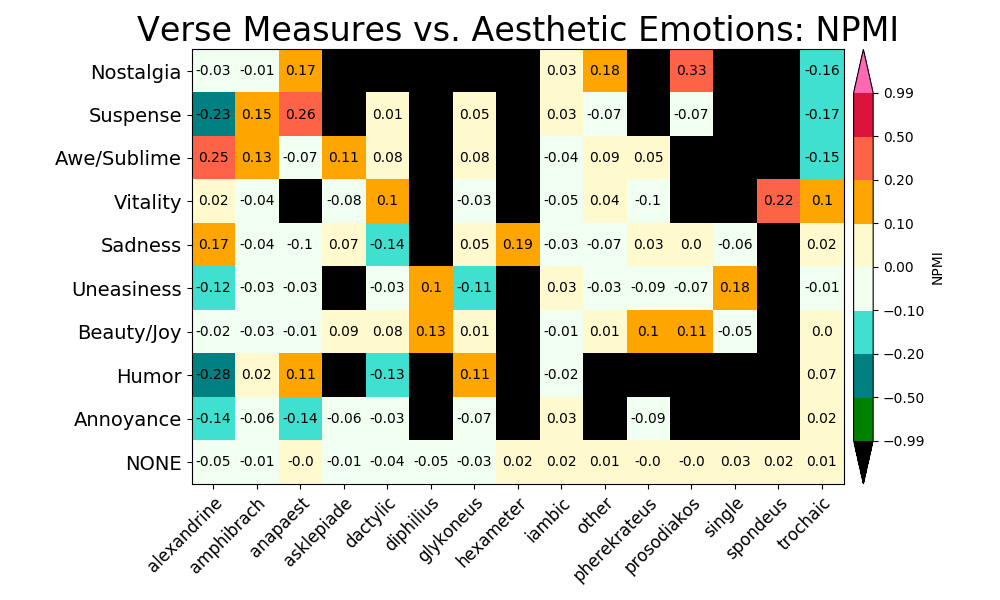 Verse Measures vs. Aesthetic Emotions: NPMI
Nostalgia -0.03 -0.01 0.17 0.03 0.18 0.33 -0.16
Suspense -0.23 0.15 0.26 0.01 0.05 0.03 -0.07 -0.07 -0.17
Awe/Sublime 0.25 0.13 -0.07 0.11 0.08 0.08 -0.04 0.09 0.05 -0.15
Vitality 0.02 -0.04 -0.08 0.1 -0.03 -0.05 0.04 -0.1 0.22 0.1
Sadness 0.17 -0.04 -0.1 0.07 -0.14 0.05 0.19 -0.03 -0.07 0.03 0.0 -0.06 0.02
Uneasiness -0.12 -0.03 -0.03 -0.03 0.1 -0.11 0.03 -0.03 -0.09 -0.07 0.18 -0.01
Beauty/Joy -0.02 -0.03 -0.01 0.09 0.08 0.13 0.01 -0.01 0.01 0.1 0.11 -0.05 0.0
Humor -0.28 0.02 0.11 -0.13 0.11 -0.02 0.07
Annoyance -0.14 -0.06 -0.14 -0.06 -0.03 -0.07 0.03 -0.09 0.02
NONE -0.05 -0.01 -0.0 -0.01 -0.04 -0.05 -0.03 0.02 0.02 0.01 -0.0 -0.0 0.03 0.02 0.01
alexandrine
amphibrach
anapaest
asklepiade
dactylic
diphilius
glykoneus
hexameter
iambic
other
pherekrateus
prosodiakos
single
spondeus
trochaic
0.99
0.50
0.20
0.10
0.00
−0.10
−0.20
−0.50
−0.99
NPMI